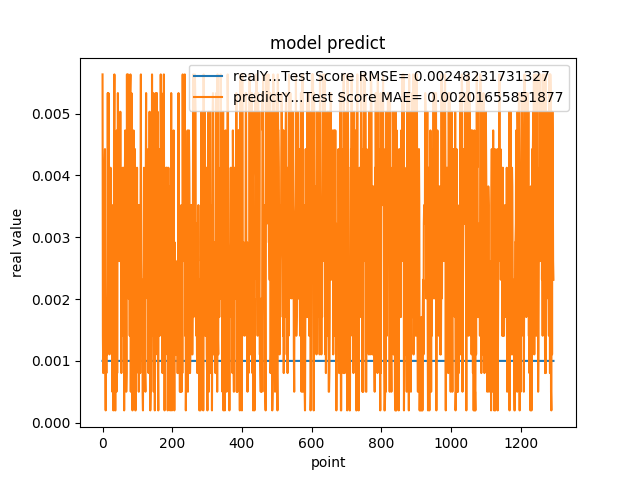 model predict
realY...Test Score RMSE= 0.00248231731327
predictY...Test Score MAE= 0.00201655851877
0.005
0.004
0.003
0.002
0.001
0.000
real value
0 200 400 600 800 1000 1200
point